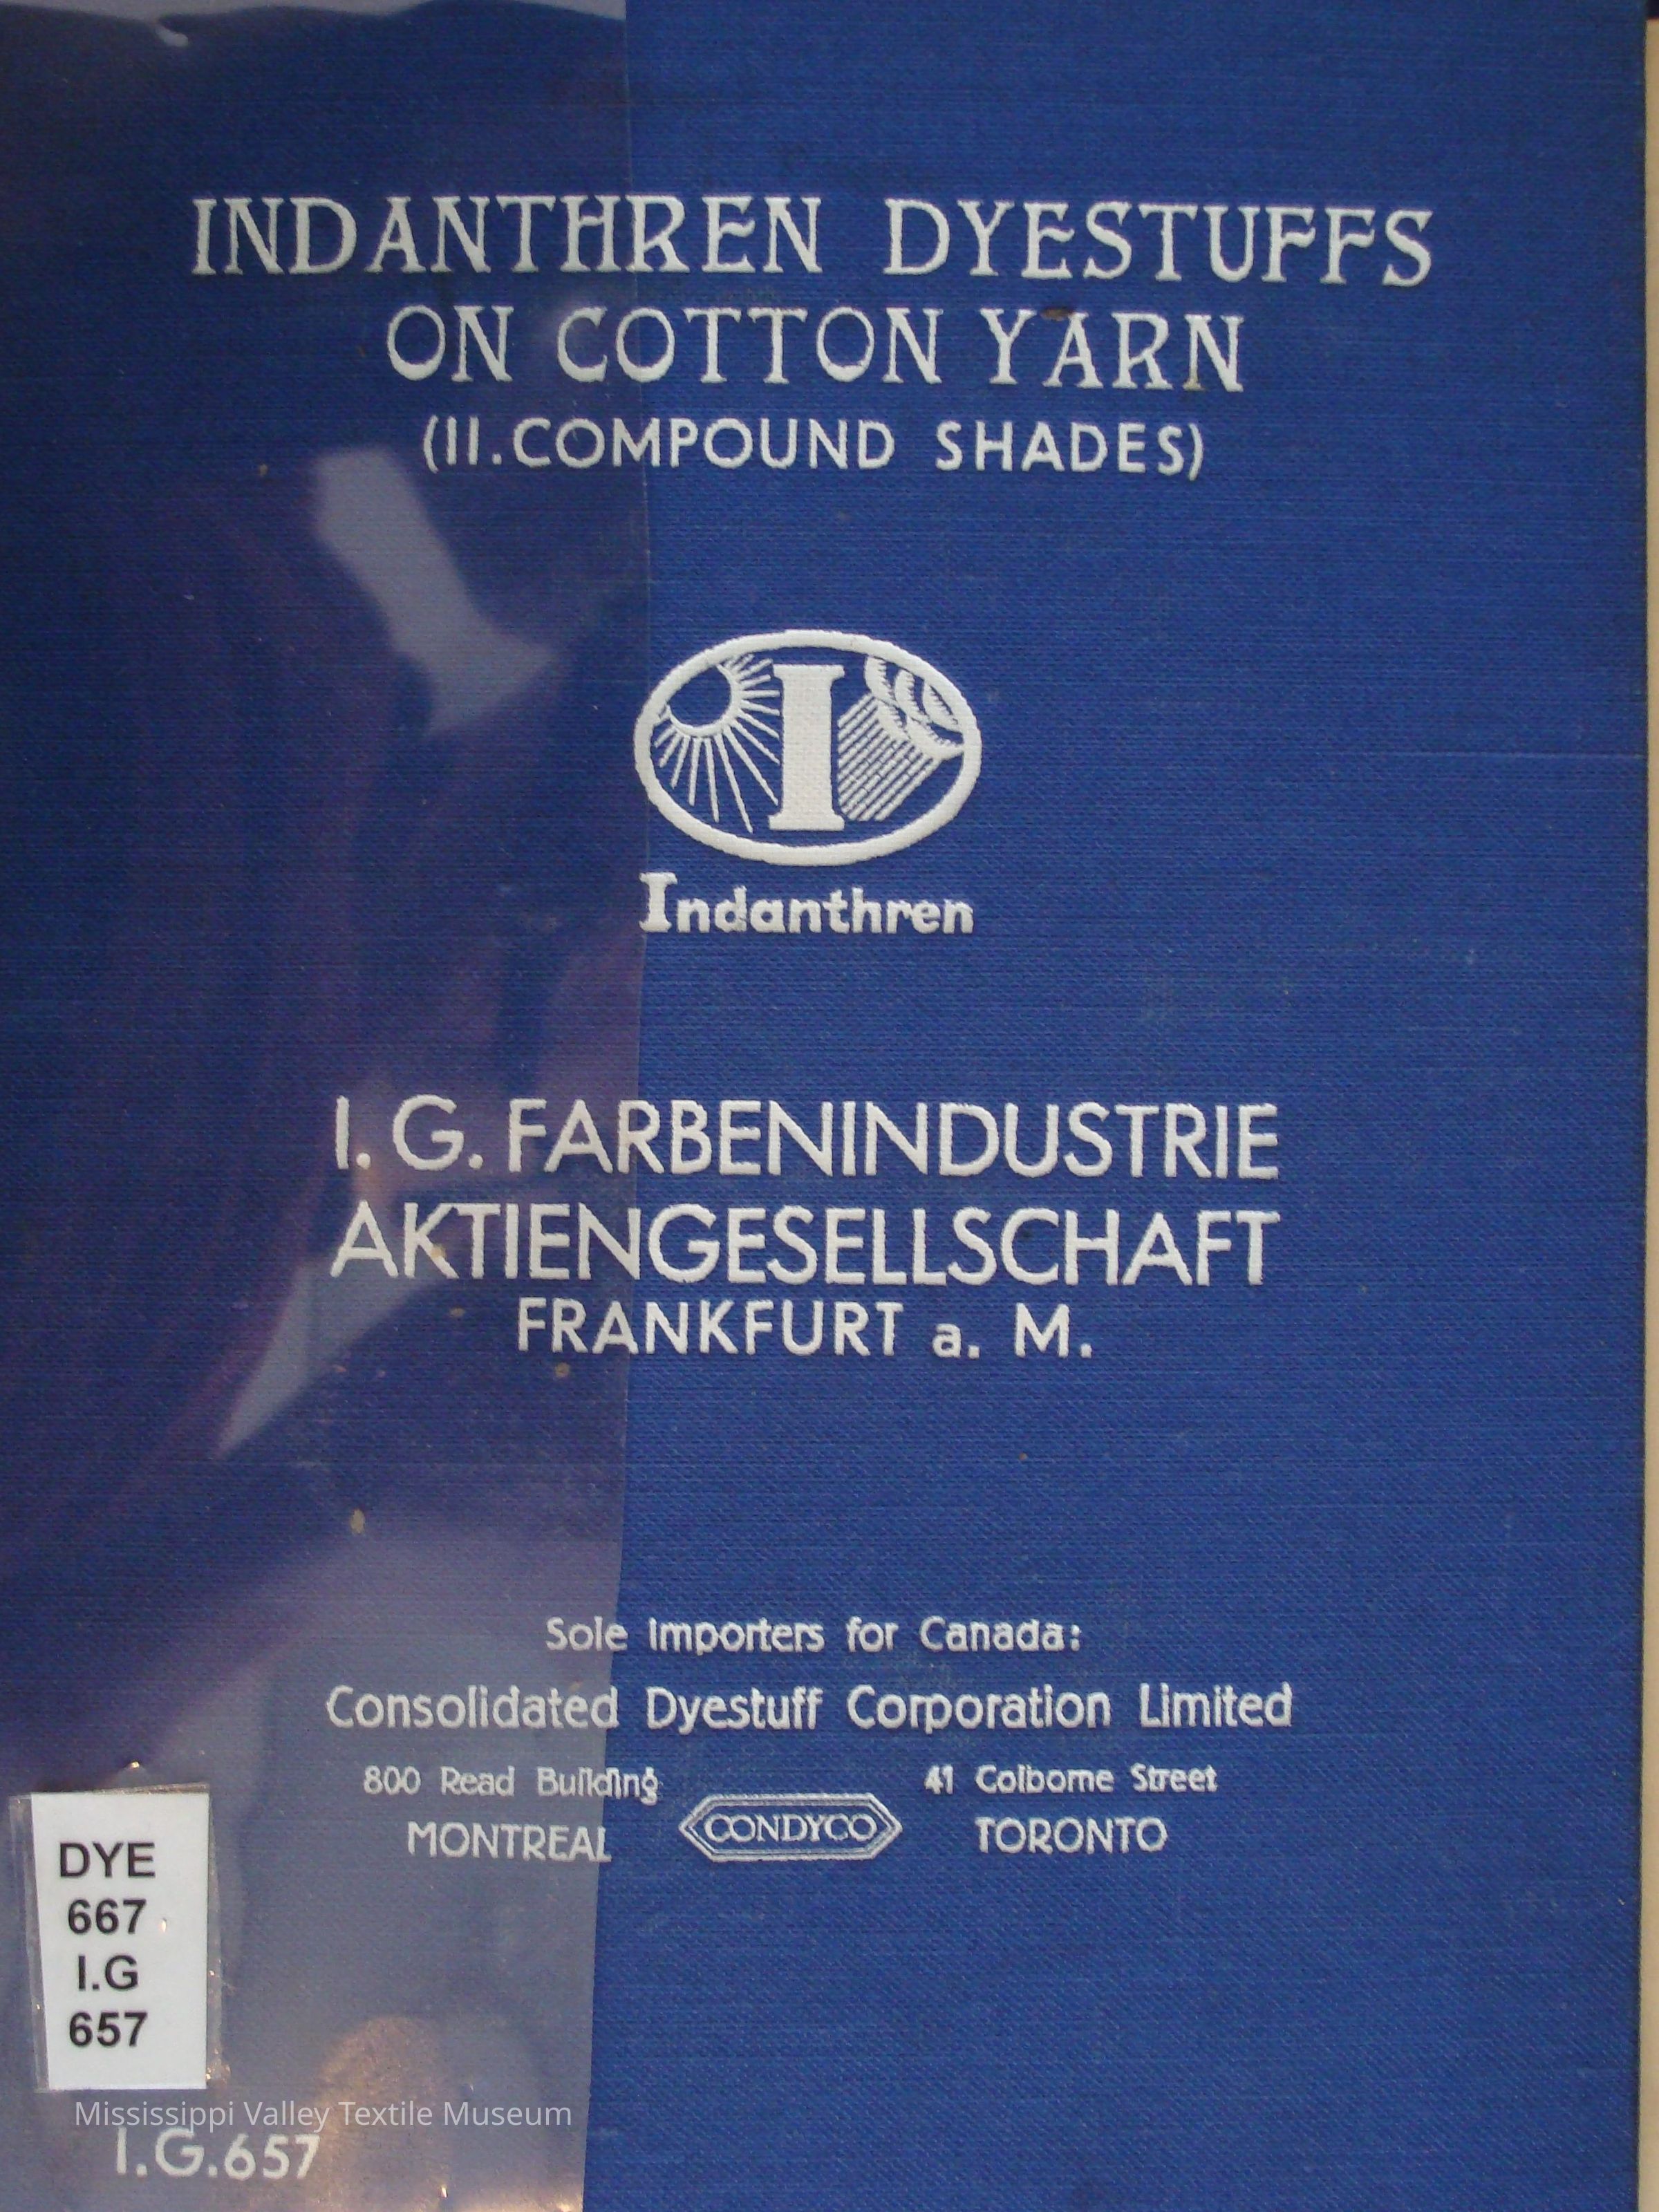 INDANTHREN DYESTUFFS
ON COTTON YARN
(II. COMPOUND SHADES)
I
Indanthren
I. G. FARBENINDUSTRIE
AKTIENGESELLSCHAFT
FRANKFURT a. M.
Sole Importers for Canada:
Consolidated Dyestuff Corporation Limited
800 Read Building
MONTREAL
CONDYCO
41 Colborne Street
TORONTO
DYE
667
I.G
657
Mississippi Valley Textile Museum
I.G.657